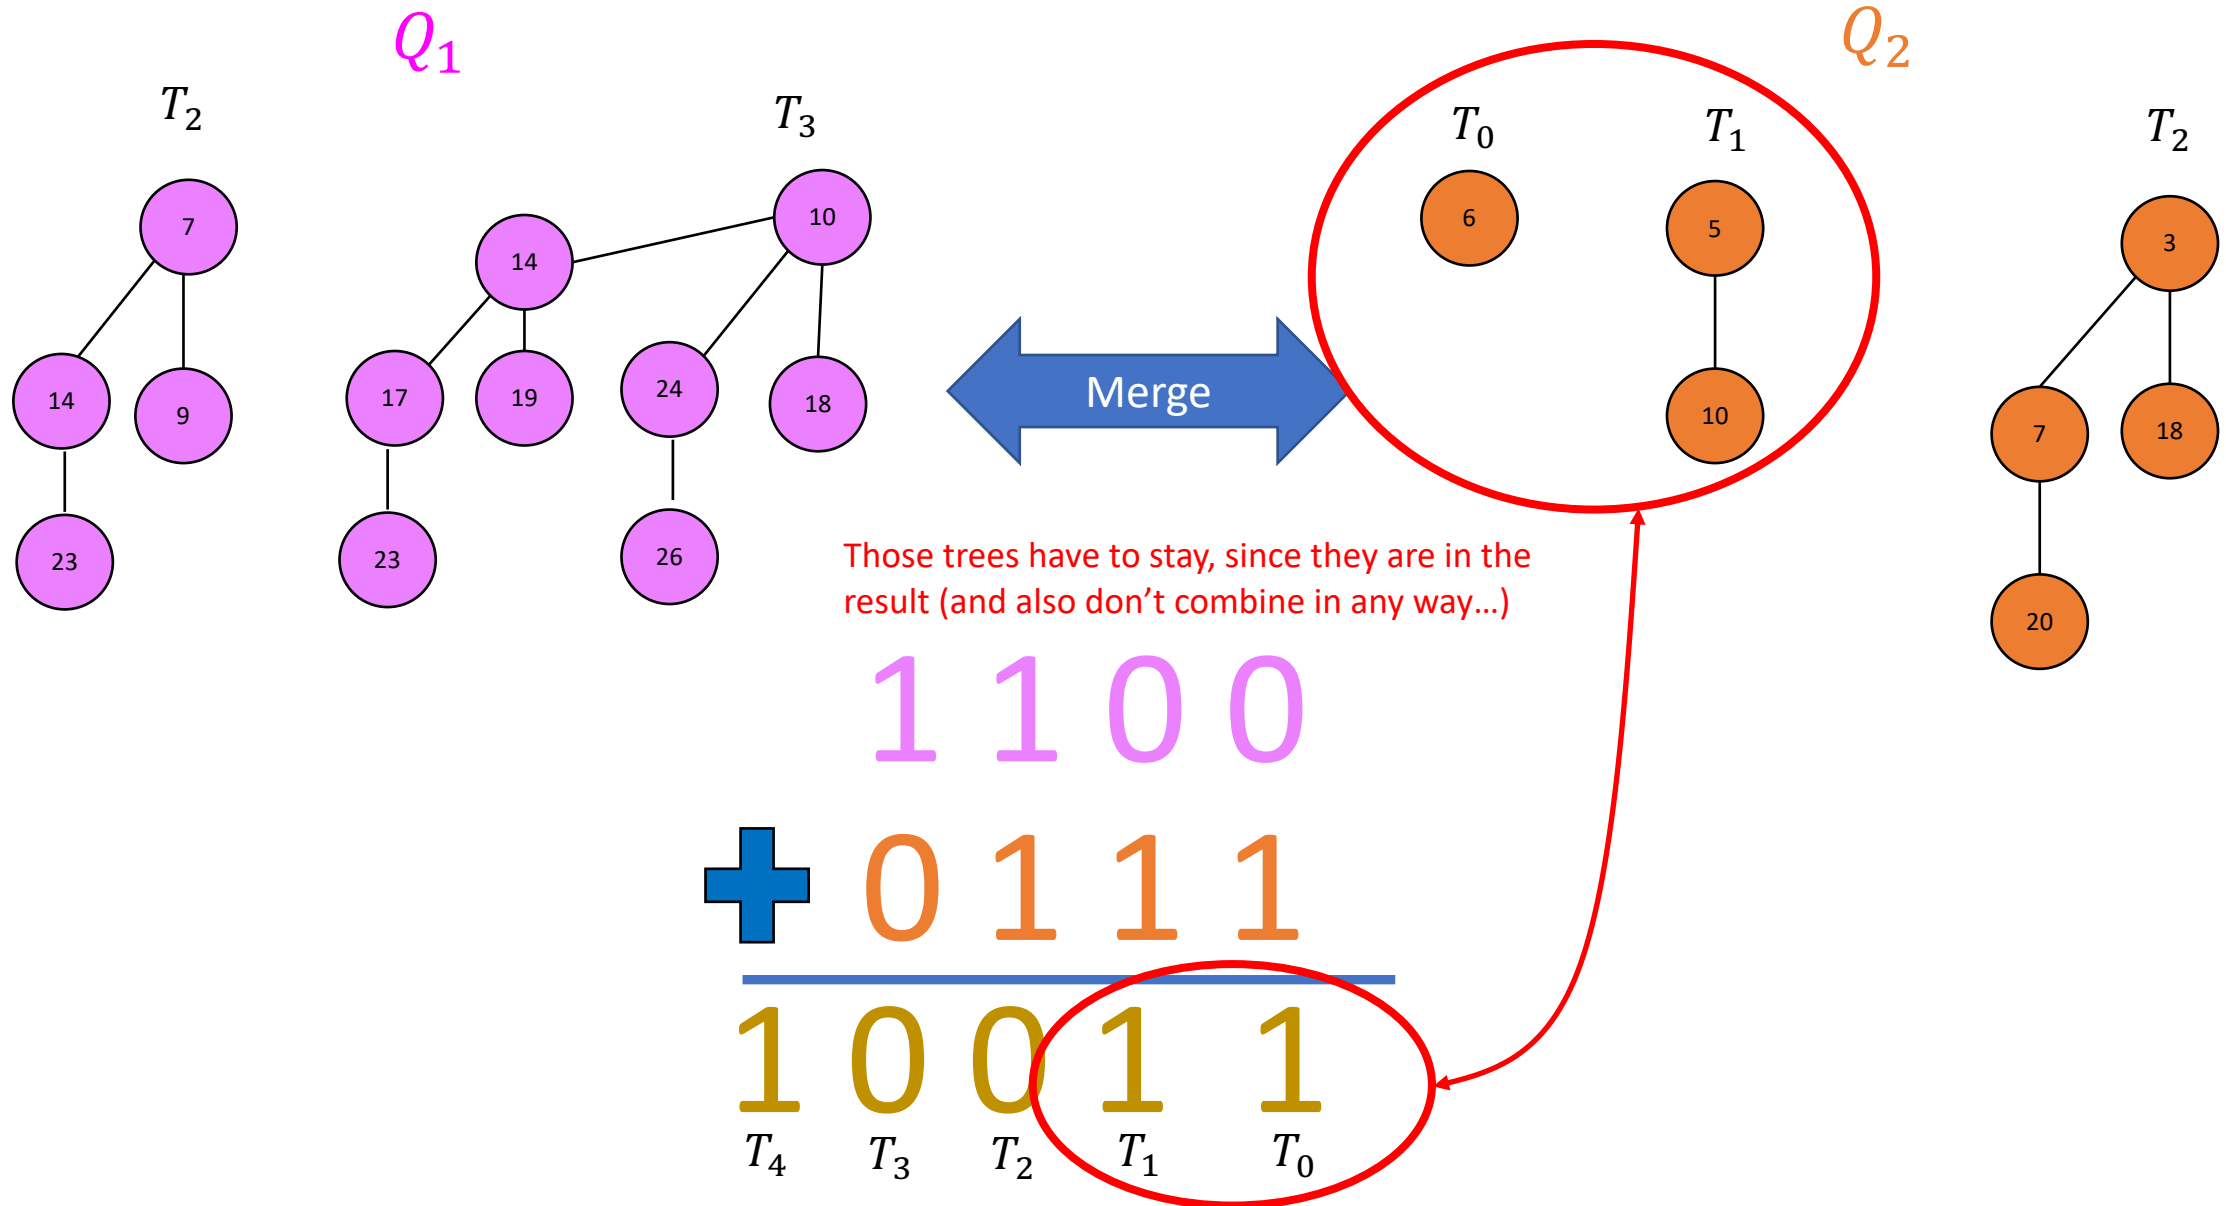 Q₁
Q₂
T₂
T₃
T₀
T₁
T₂
7
14
9
23
10
14
17
19
24
18
23
26
Merge
6
5
10
3
7
18
20
Those trees have to stay, since they are in the
result (and also don’t combine in any way…)
1 1 0 0
0 1 1 1
1 0 0 1 1
T₄ T₃ T₂ T₁ T₀